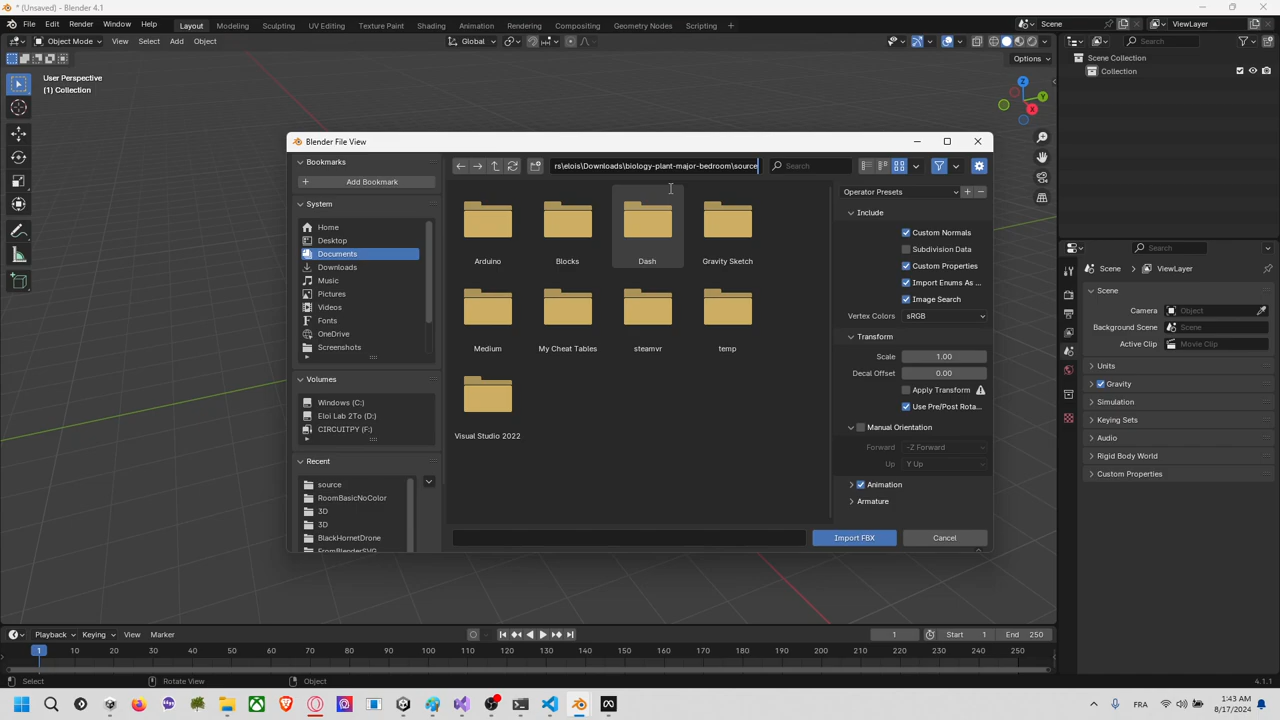 * (Unsaved) - Blender 4.1
File Edit Render Window Help Layout Modeling Sculpting UV Editing Texture Paint Shading Animation Rendering Compositing Geometry Nodes Scripting + Scene ViewLayer
Object Mode View Select Add Object Global Search
Options
User Perspective
(1) Collection
Scene Collection
Collection
X
Y
Z
Blender File View
Bookmarks
Add Bookmark
System
Home
Desktop
Documents
Downloads
Music
Pictures
Videos
Fonts
OneDrive
Screenshots
Volumes
Windows (C:)
Eloi Lab 2To (D:)
CIRCUITPY (F:)
Recent
source
RoomBasicNoColor
3D
3D
BlackHornetDrone
FromBlenderSVG
rs\elois\Downloads\biology-plant-major-bedroom\source
Search
Arduino Blocks Dash Gravity Sketch
Medium My Cheat Tables steamvr temp
Visual Studio 2022
Operator Presets
Include
Custom Normals
Subdivision Data
Custom Properties
Import Enums As ...
Image Search
Vertex Colors sRGB
Transform
Scale 1.00
Decal Offset 0.00
Apply Transform
Use Pre/Post Rota...
Manual Orientation
Forward -Z Forward
Up Y Up
Animation
Armature
Import FBX Cancel
Search
Scene ViewLayer
Scene
Camera Object
Background Scene Scene
Active Clip Movie Clip
Units
Gravity
Simulation
Keying Sets
Audio
Rigid Body World
Custom Properties
Playback Keying View Marker 1 Start 1 End 250
1 10 20 30 40 50 60 70 80 90 100 110 120 130 140 150 160 170 180 190 200 210 220 230 240 250
Select Rotate View Object 4.1.1
FRA 1:43 AM
8/17/2024